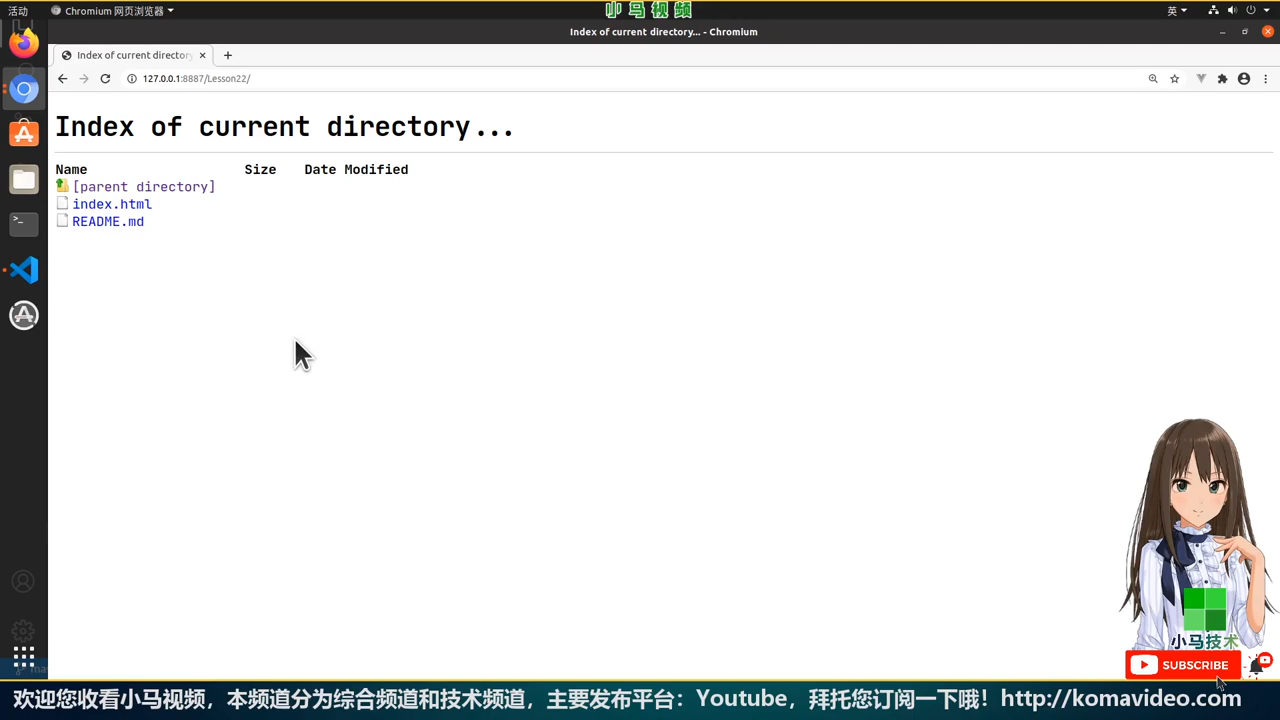 活动
Chromium 网页浏览器
小马视频
英
Index of current directory... - Chromium
Index of current directory
127.0.0.1:8887/Lesson22/
Index of current directory...
Name Size Date Modified
[parent directory]
index.html
README.md
小马技术
SUBSCRIBE
欢迎您收看小马视频，本频道分为综合频道和技术频道，主要发布平台：Youtube，拜托您订阅一下哦！http://komavideo.com